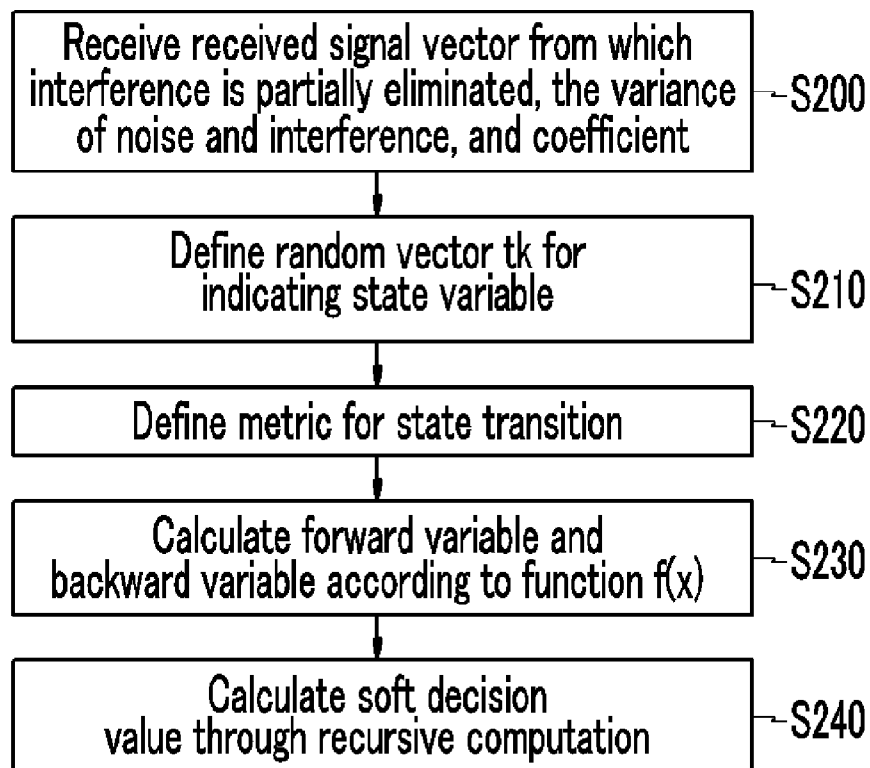 Receive received signal vector from which
interference is partially eliminated, the variance
of noise and interference, and coefficient
S200
Define random vector tk for
indicating state variable
S210
Define metric for state transition
S220
Calculate forward variable and
backward variable according to function f(x)
S230
Calculate soft decision
value through recursive computation
S240